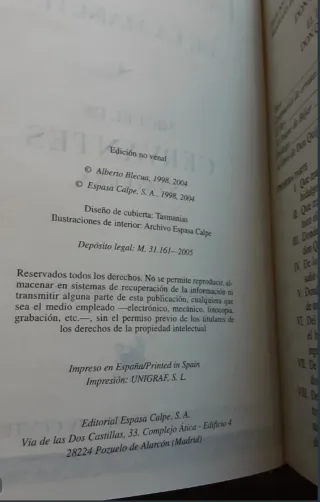 Edición no venal
© Alberto Blecua, 1998, 2004
© Espasa Calpe, S. A., 1998, 2004
Diseño de cubierta: Tasmanias
Ilustraciones de interior: Archivo Espasa Calpe
Depósito legal: M. 31.161—2005
Reservados todos los derechos. No se permite reproducir, al-
macenar en sistemas de recuperación de la información ni
transmitir alguna parte de esta publicación, cualquiera que
sea el medio empleado —electrónico, mecánico, fotocopia,
grabación, etc.—, sin el permiso previo de los titulares de
los derechos de la propiedad intelectual.
Impreso en España/Printed in Spain
Impresión: UNIGRAF, S. L.
Editorial Espasa Calpe, S. A.
Vía de las Dos Castillas, 33. Complejo Ática - Edificio 4
28224 Pozuelo de Alarcón (Madrid)